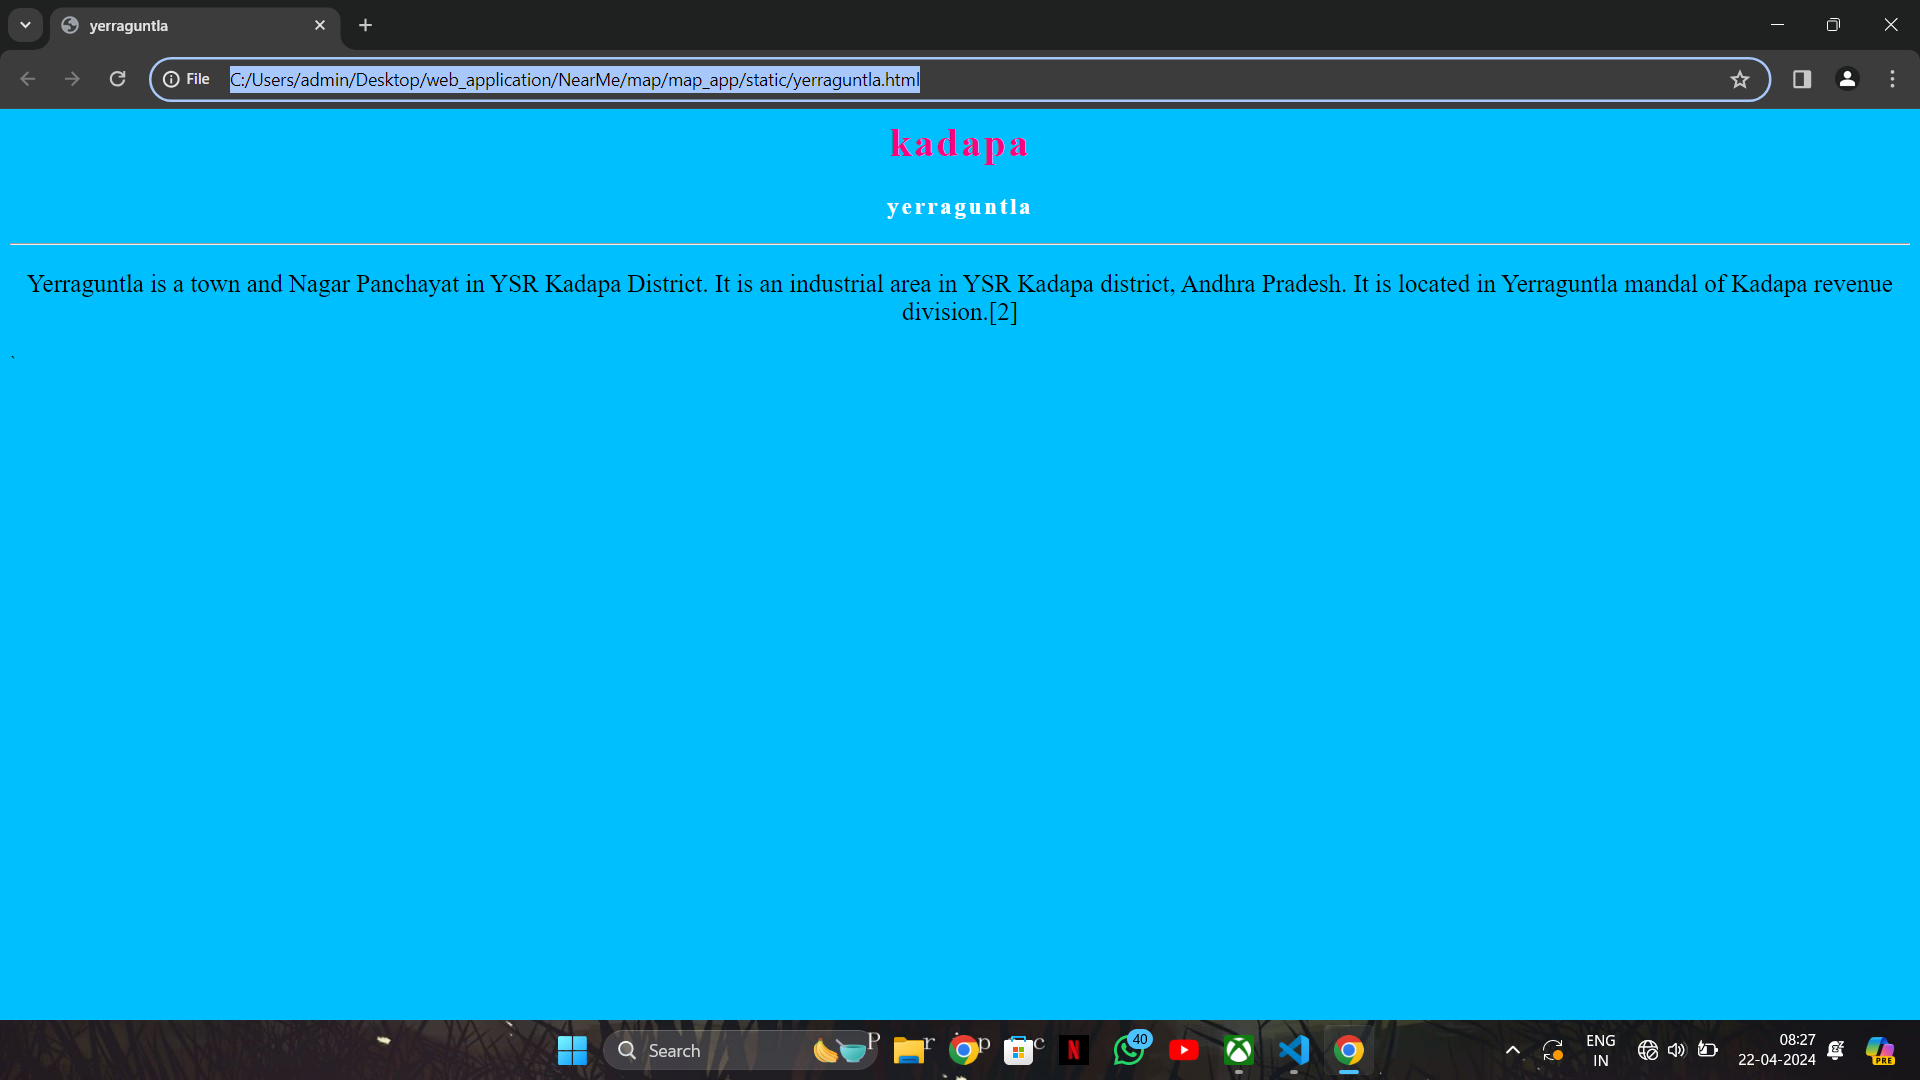 yerraguntla
File C:/Users/admin/Desktop/web_application/NearMe/map/map_app/static/yerraguntla.html
kadapa
yerraguntla
Yerraguntla is a town and Nagar Panchayat in YSR Kadapa District. It is an industrial area in YSR Kadapa district, Andhra Pradesh. It is located in Yerraguntla mandal of Kadapa revenue
division.[2]
`
Search
P r i p c
N
40
ENG
IN
08:27
22-04-2024
PRE